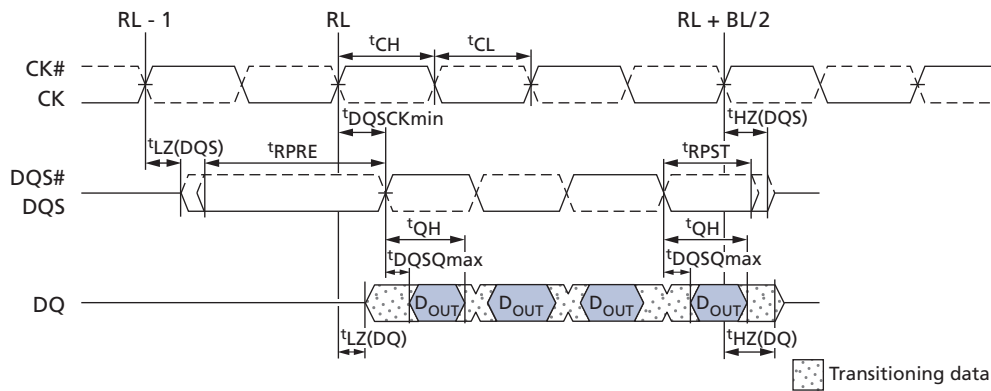 RL - 1 RL RL + BL/2
tCH tCL
CK#
CK
tDQSCKmin tHZ(DQS)
tLZ(DQS) tRPRE tRPST
DQS#
DQS
tQH tQH
tDQSQmax tDQSQmax
DQ DOUT DOUT DOUT DOUT
tLZ(DQ) tHZ(DQ)
Transitioning data